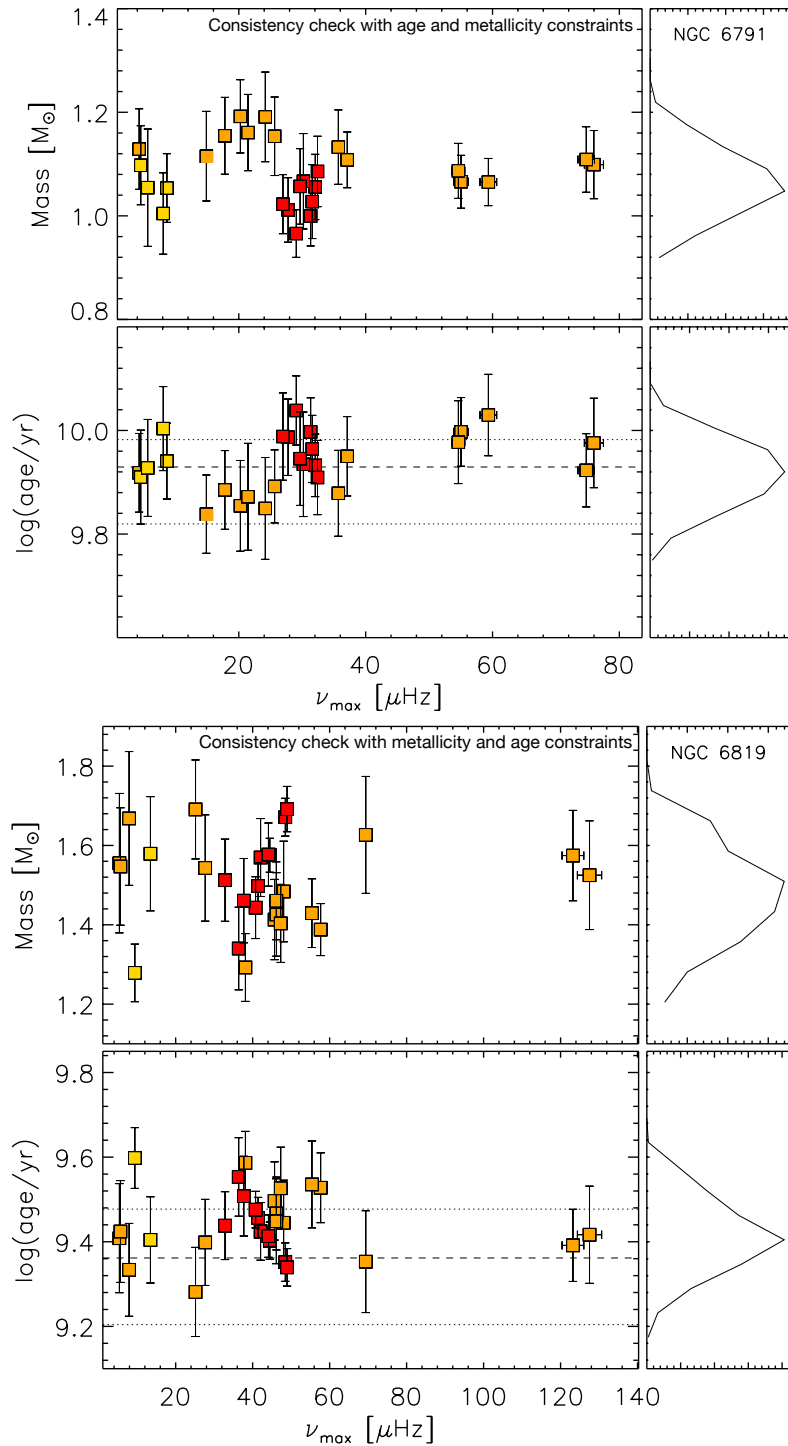 Consistency check with age and metallicity constraints
NGC 6791
1.4
1.2
1.0
0.8
Mass [M⊙]
10.0
9.8
log(age/yr)
20 40 60 80
ν_max [μHz]
Consistency check with metallicity and age constraints
NGC 6819
1.8
1.6
1.4
1.2
Mass [M⊙]
9.8
9.6
9.4
9.2
log(age/yr)
20 40 60 80 100 120 140
ν_max [μHz]